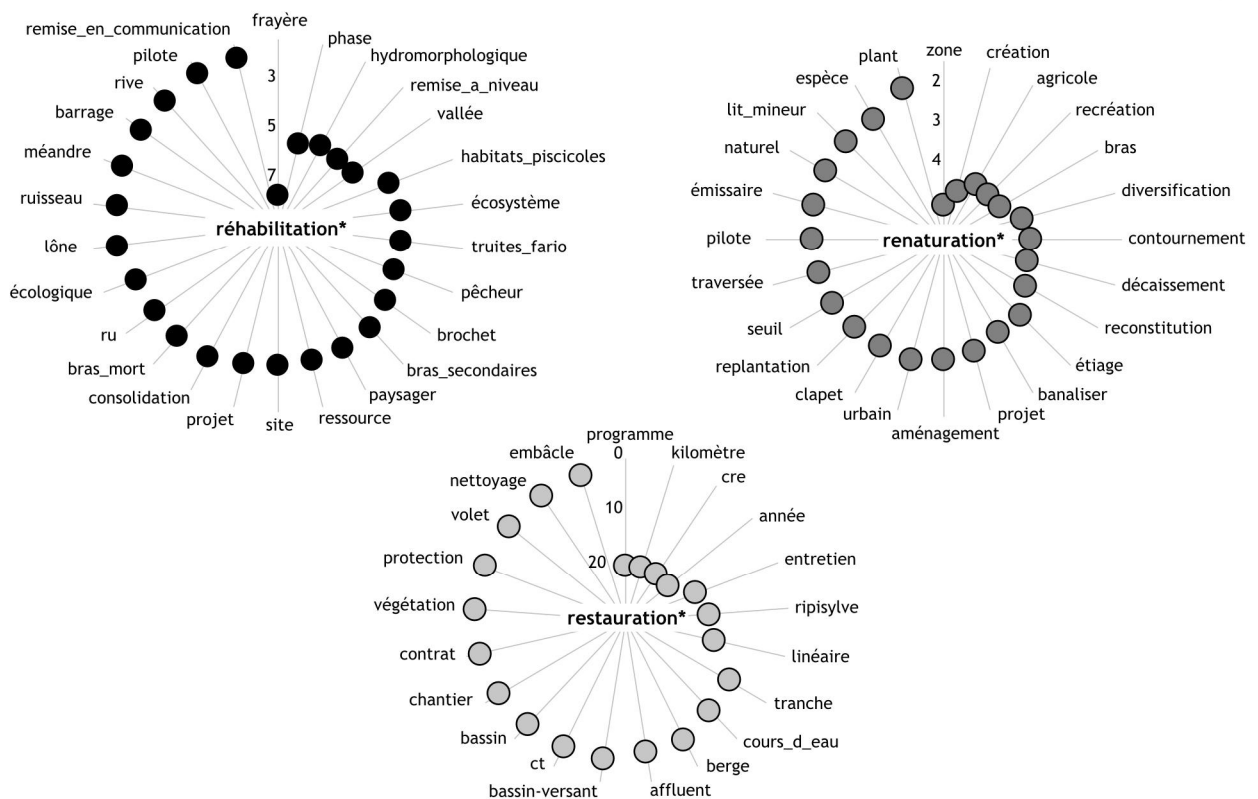 frayère
phase
hydromorphologique
remise_a_niveau
vallée
habitats_piscicoles
écosystème
truites_fario
pêcheur
brochet
bras_secondaires
paysager
ressource
site
projet
consolidation
bras_mort
ru
écologique
lône
ruisseau
méandre
barrage
rive
pilote
remise_en_communication
3
5
7
réhabilitation*
zone
création
agricole
recréation
bras
diversification
contournement
décaissement
reconstitution
étiage
banaliser
projet
aménagement
urbain
clapet
replantation
seuil
traversée
pilote
émissaire
naturel
lit_mineur
espèce
plant
2
3
4
renaturation*
programme
kilomètre
cre
année
entretien
ripisylve
linéaire
tranche
cours_d_eau
berge
affluent
bassin-versant
ct
bassin
chantier
contrat
végétation
protection
volet
nettoyage
embâcle
0
10
20
restauration*